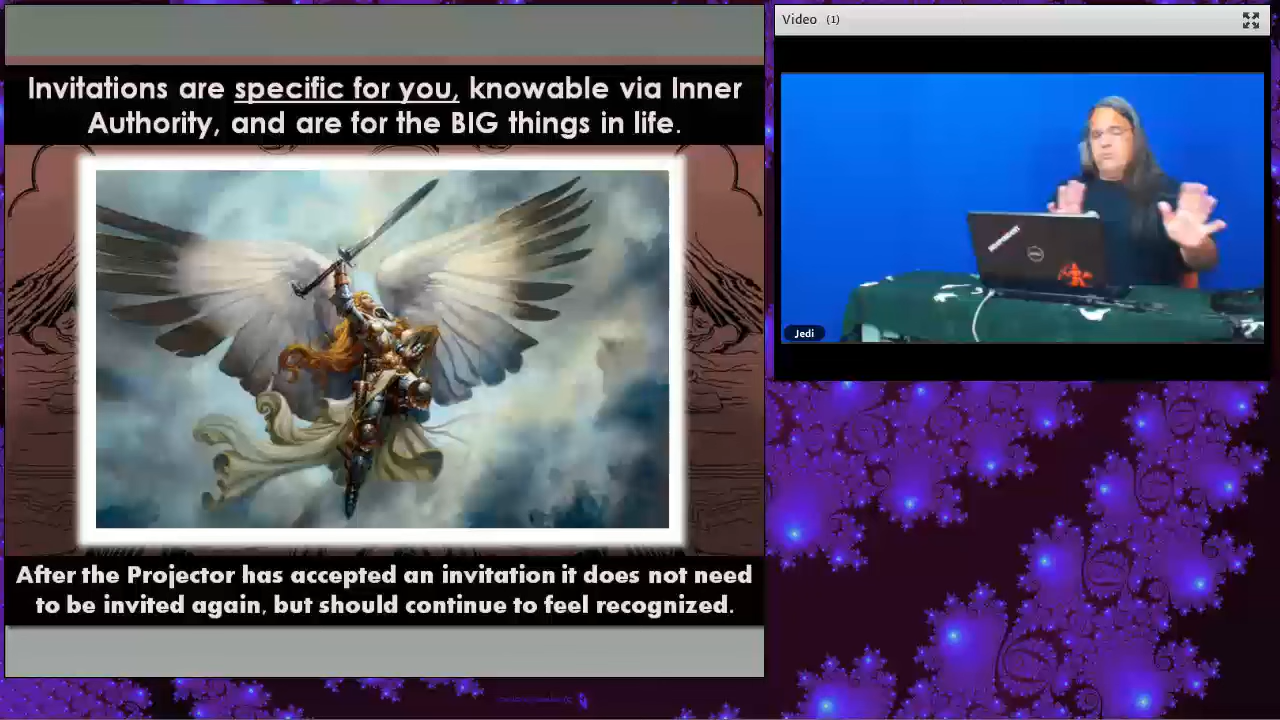 Invitations are specific for you, knowable via Inner
Authority, and are for the BIG things in life.
After the Projector has accepted an invitation it does not need
to be invited again, but should continue to feel recognized.
Video (1)
Jedi